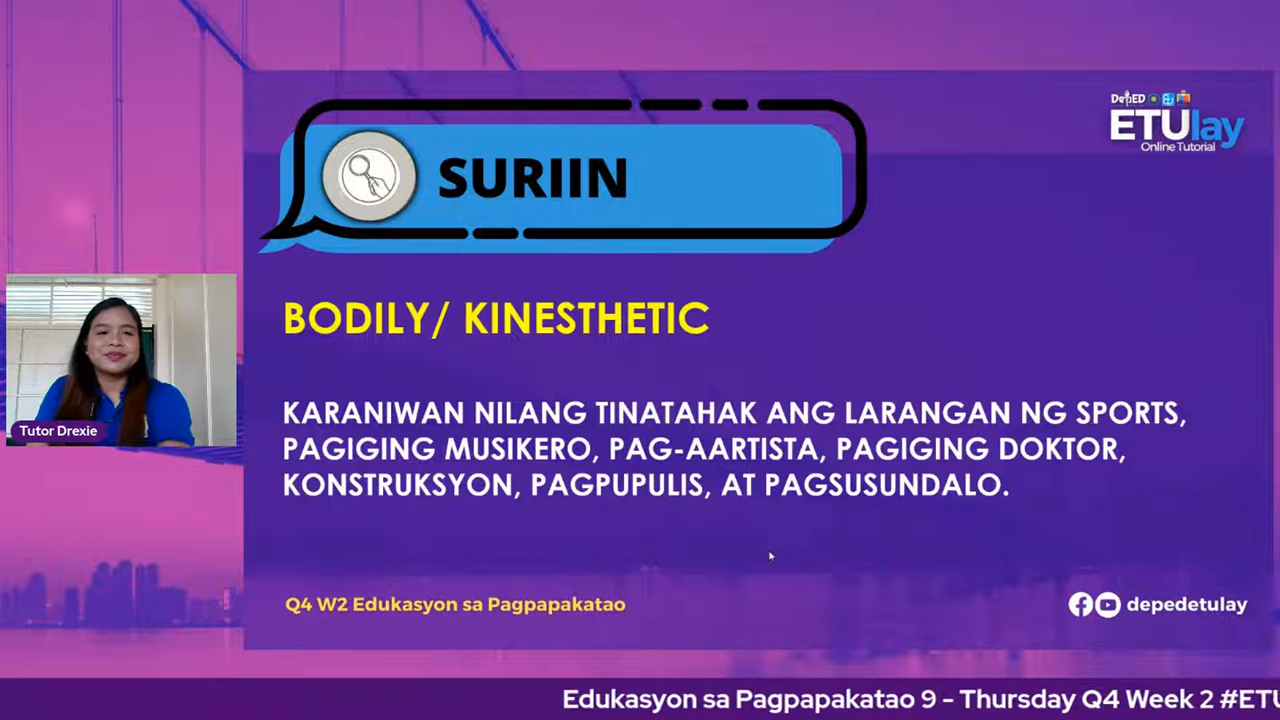 DepED
ETUlay
Online Tutorial
SURIIN
BODILY/ KINESTHETIC
KARANIWAN NILANG TINATAHAK ANG LARANGAN NG SPORTS,
PAGIGING MUSIKERO, PAG-AARTISTA, PAGIGING DOKTOR,
KONSTRUKSYON, PAGPUPULIS, AT PAGSUSUNDALO.
Tutor Drexie
Q4 W2 Edukasyon sa Pagpapakatao
depedetulay
Edukasyon sa Pagpapakatao 9 - Thursday Q4 Week 2 #ETU